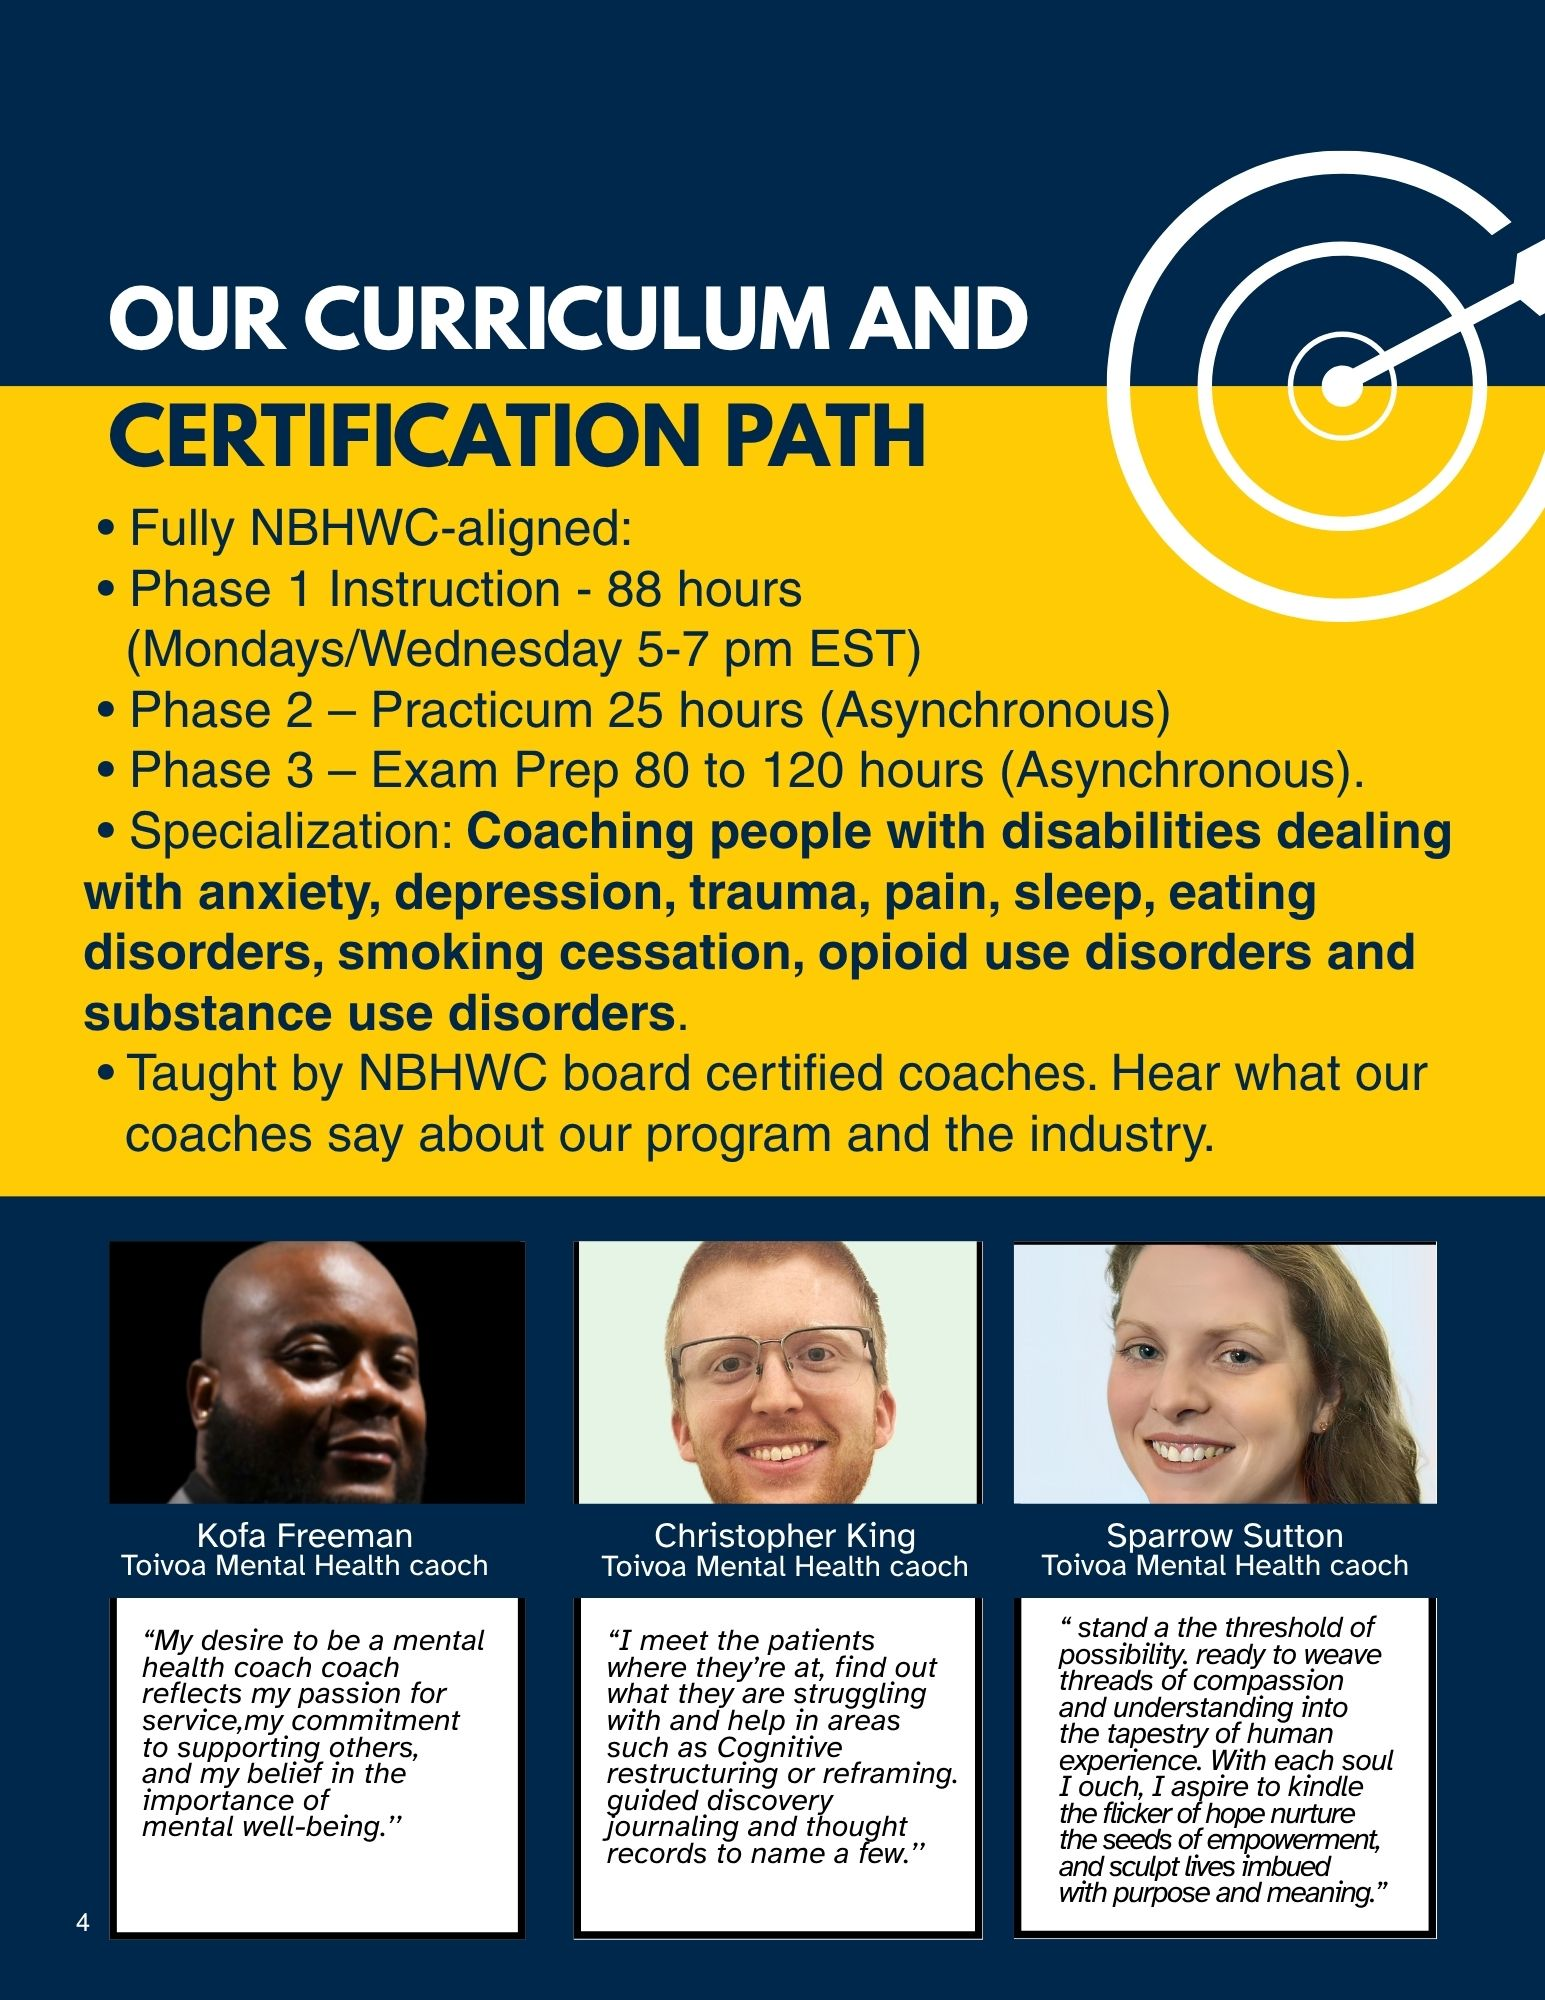 OUR CURRICULUM AND
CERTIFICATION PATH
• Fully NBHWC-aligned:
• Phase 1 Instruction - 88 hours
(Mondays/Wednesday 5-7 pm EST)
• Phase 2 – Practicum 25 hours (Asynchronous)
• Phase 3 – Exam Prep 80 to 120 hours (Asynchronous).
• Specialization: Coaching people with disabilities dealing
with anxiety, depression, trauma, pain, sleep, eating
disorders, smoking cessation, opioid use disorders and
substance use disorders.
• Taught by NBHWC board certified coaches. Hear what our
coaches say about our program and the industry.
Kofa Freeman
Toivoa Mental Health caoch
“My desire to be a mental
health coach coach
reflects my passion for
service,my commitment
to supporting others,
and my belief in the
importance of
mental well-being.’’
Christopher King
Toivoa Mental Health caoch
“I meet the patients
where they’re at, find out
what they are struggling
with and help in areas
such as Cognitive
restructuring or reframing.
guided discovery
journaling and thought
records to name a few.’’
Sparrow Sutton
Toivoa Mental Health caoch
“ stand a the threshold of
possibility. ready to weave
threads of compassion
and understanding into
the tapestry of human
experience. With each soul
I ouch, I aspire to kindle
the flicker of hope nurture
the seeds of empowerment,
and sculpt lives imbued
with purpose and meaning.”
4